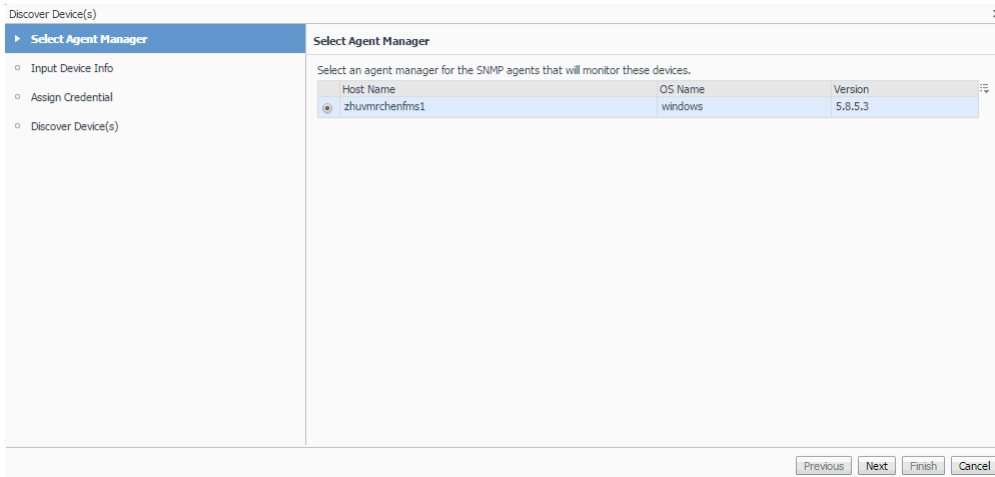 Discover Device(s)
Select Agent Manager
Input Device Info
Assign Credential
Discover Device(s)
Select Agent Manager
Select an agent manager for the SNMP agents that will monitor these devices.
Host Name OS Name Version
zhuvmrchenfms1 windows 5.8.5.3
Previous Next Finish Cancel